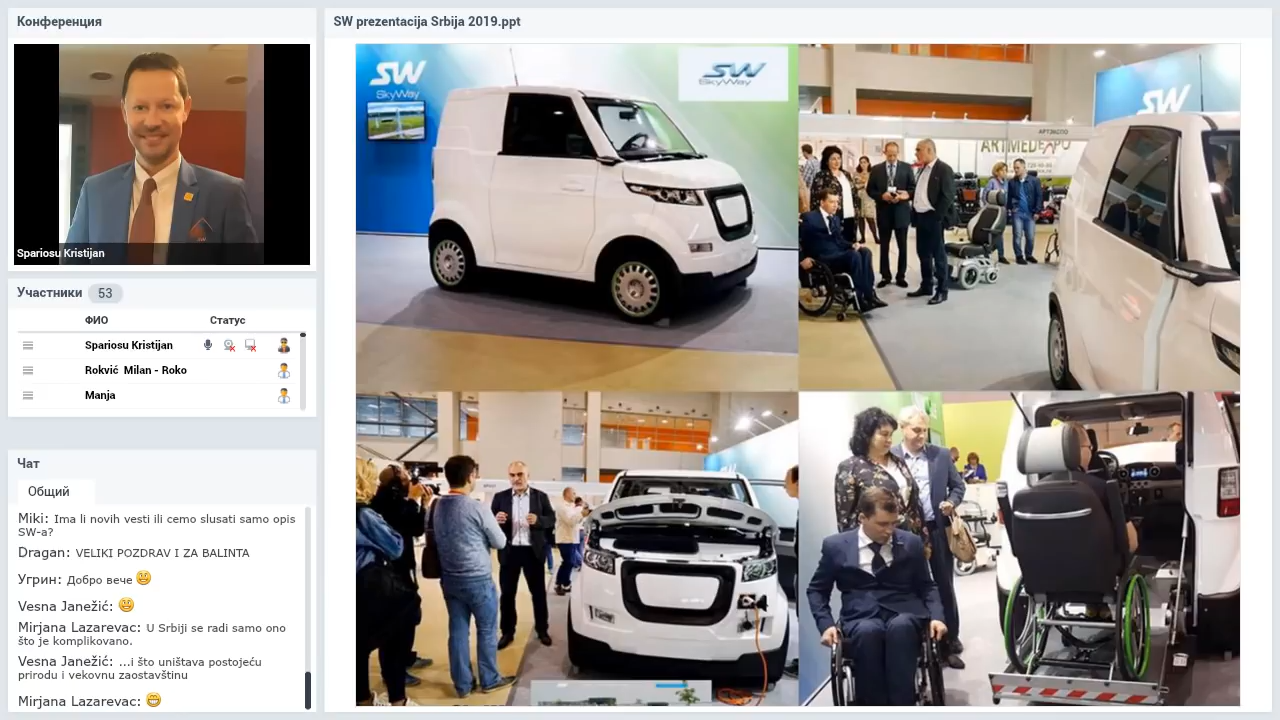 Конференция
Spariosu Kristijan
Участники 53
ФИО Статус
Spariosu Kristijan
Rokvić Milan - Roko
Manja
Чат
Общий
Miki: Ima li novih vesti ili cemo slusati samo opis
SW-a?
Dragan: VELIKI POZDRAV I ZA BALINTA
Угрин: Добро вече
Vesna Janežić:
Mirjana Lazarevac: U Srbiji se radi samo ono
što je komplikovano.
Vesna Janežić: ...i što uništava postojeću
prirodu i vekovnu zaostavštinu
Mirjana Lazarevac:
SW prezentacija Srbija 2019.ppt
SW
SkyWay
SW
SkyWay
SW
ARTMEDEXPO